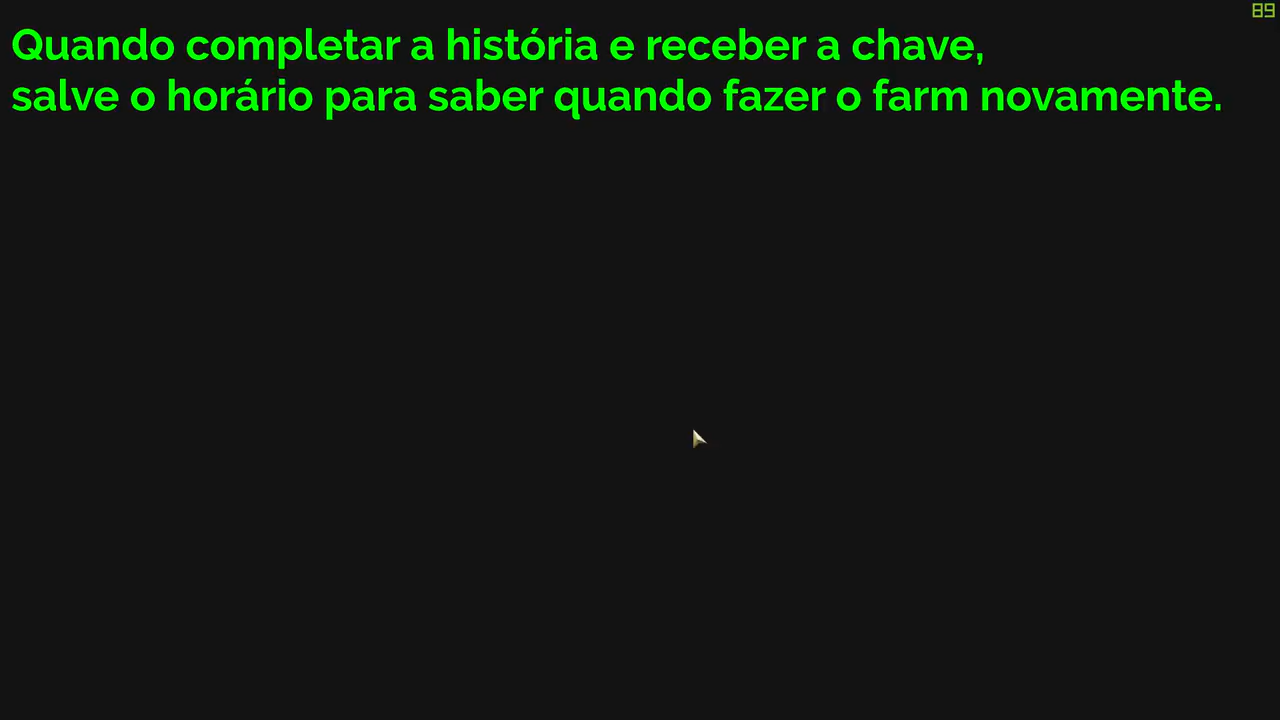 89
Quando completar a história e receber a chave,
salve o horário para saber quando fazer o farm novamente.